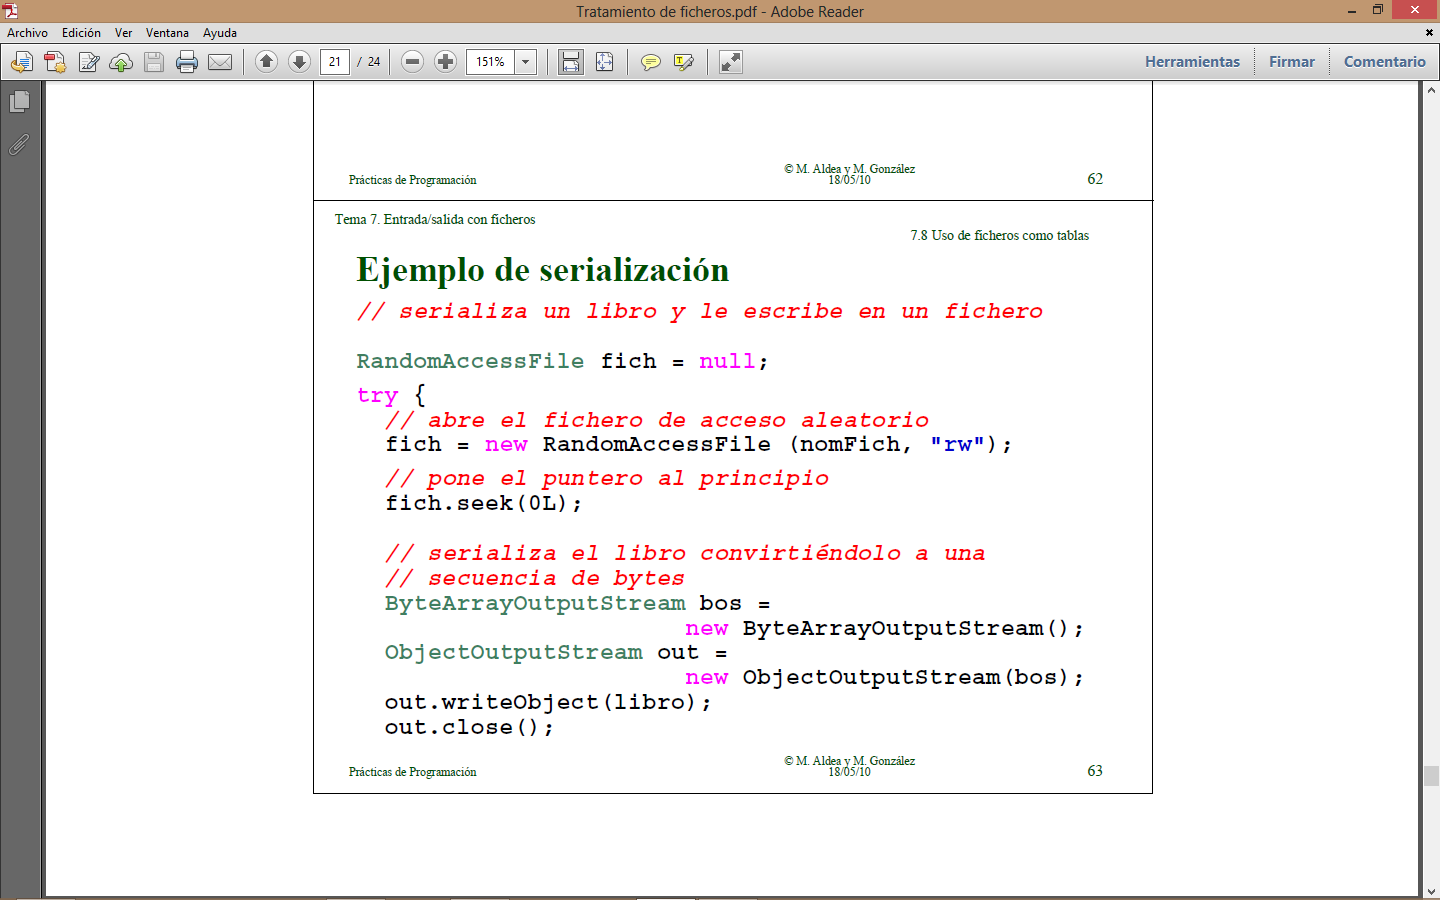 Tratamiento de ficheros.pdf - Adobe Reader
Archivo Edición Ver Ventana Ayuda
21 / 24 151% Herramientas Firmar Comentario
Prácticas de Programación
© M. Aldea y M. González
18/05/10
62
Tema 7. Entrada/salida con ficheros
7.8 Uso de ficheros como tablas
Ejemplo de serialización
// serializa un libro y le escribe en un fichero
RandomAccessFile fich = null;
try {
// abre el fichero de acceso aleatorio
fich = new RandomAccessFile (nomFich, "rw");
// pone el puntero al principio
fich.seek(0L);
// serializa el libro convirtiéndolo a una
// secuencia de bytes
ByteArrayOutputStream bos =
new ByteArrayOutputStream();
ObjectOutputStream out =
new ObjectOutputStream(bos);
out.writeObject(libro);
out.close();
Prácticas de Programación
© M. Aldea y M. González
18/05/10
63